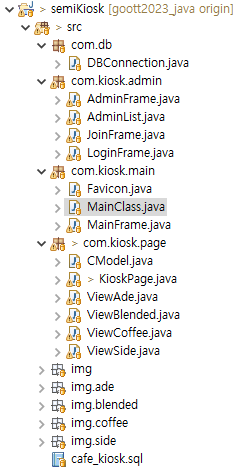 > semiKiosk [goott2023_java origin]
src
com.db
DBConnection.java
com.kiosk.admin
AdminFrame.java
AdminList.java
JoinFrame.java
LoginFrame.java
com.kiosk.main
Favicon.java
MainClass.java
MainFrame.java
> com.kiosk.page
CModel.java
> KioskPage.java
ViewAde.java
ViewBlended.java
ViewCoffee.java
ViewSide.java
img
img.ade
img.blended
img.coffee
img.side
cafe_kiosk.sql